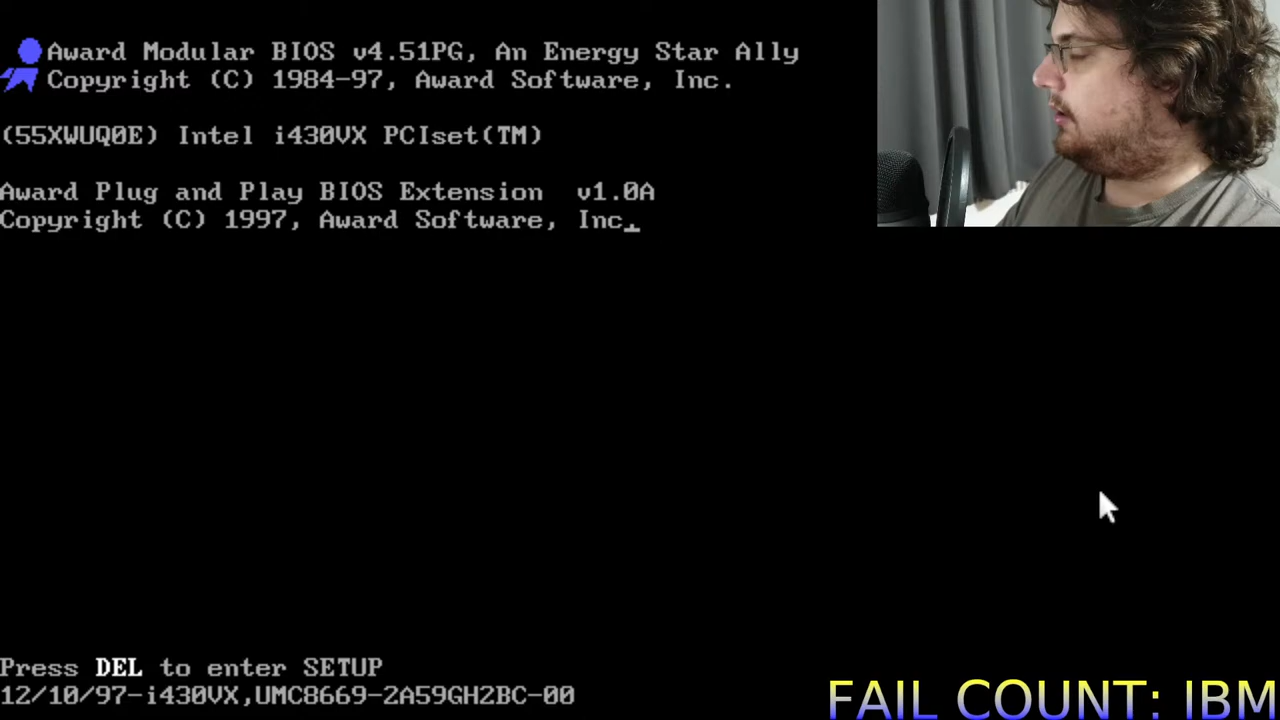 Award Modular BIOS v4.51PG, An Energy Star Ally
Copyright (C) 1984-97, Award Software, Inc.
(55XWUQ0E) Intel i430VX PCIset(TM)
Award Plug and Play BIOS Extension v1.0A
Copyright (C) 1997, Award Software, Inc.
Press DEL to enter SETUP
12/10/97-i430VX,UMC8669-2A59GH2BC-00
FAIL COUNT: IBM